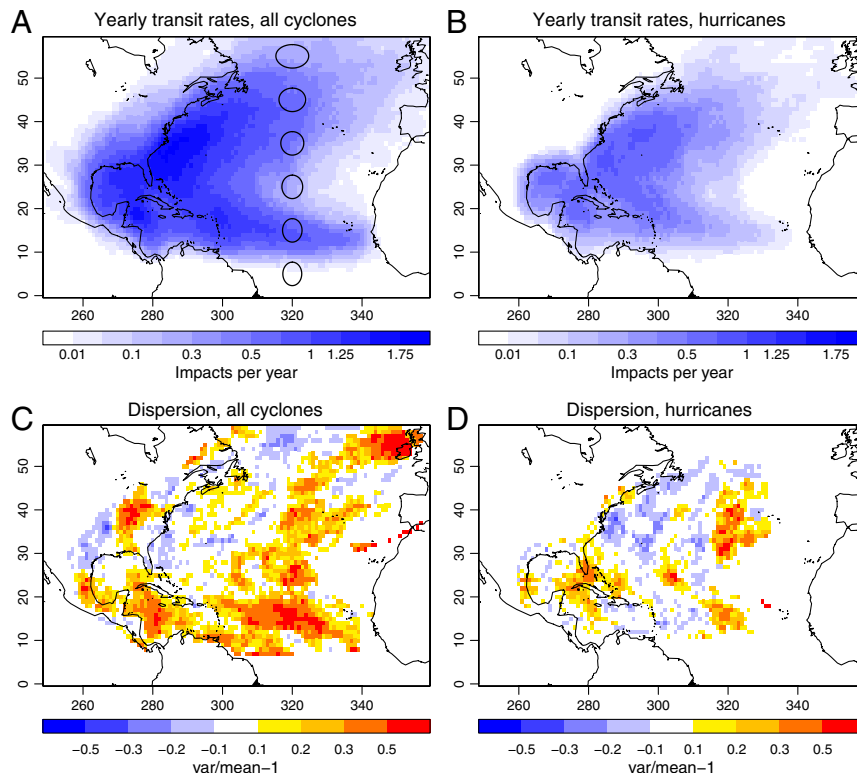 A Yearly transit rates, all cyclones
50
40
30
20
10
0
260 280 300 320 340
0.01 0.1 0.3 0.5 1 1.25 1.75
Impacts per year
B Yearly transit rates, hurricanes
50
40
30
20
10
0
260 280 300 320 340
0.01 0.1 0.3 0.5 1 1.25 1.75
Impacts per year
C Dispersion, all cyclones
50
40
30
20
10
0
260 280 300 320 340
−0.5 −0.3 −0.1 0.1 0.2 0.3 0.5
var/mean−1
D Dispersion, hurricanes
50
40
30
20
10
0
260 280 300 320 340
−0.5 −0.3 −0.1 0.1 0.2 0.3 0.5
var/mean−1